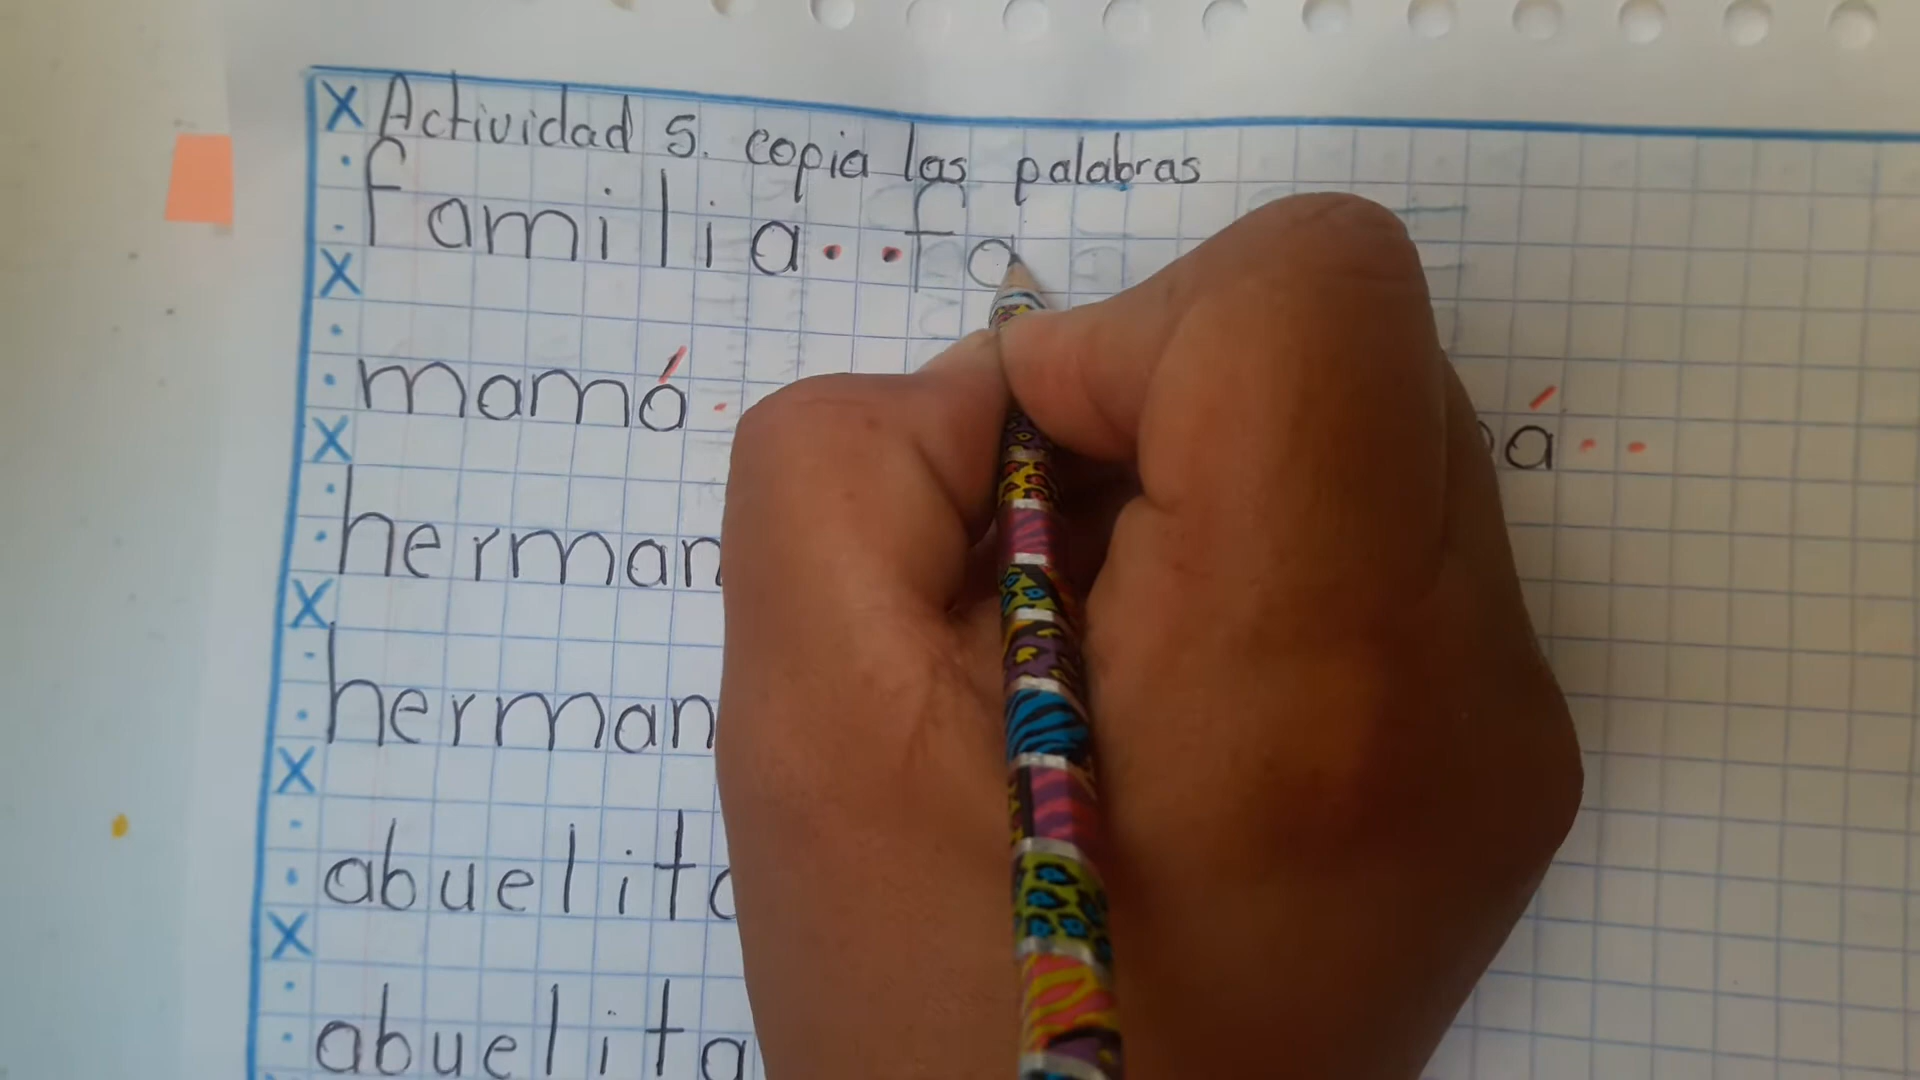 Actividad 5. copia las palabras
familia . . fa
mamá .
herman
herman
abuelit
abuelita